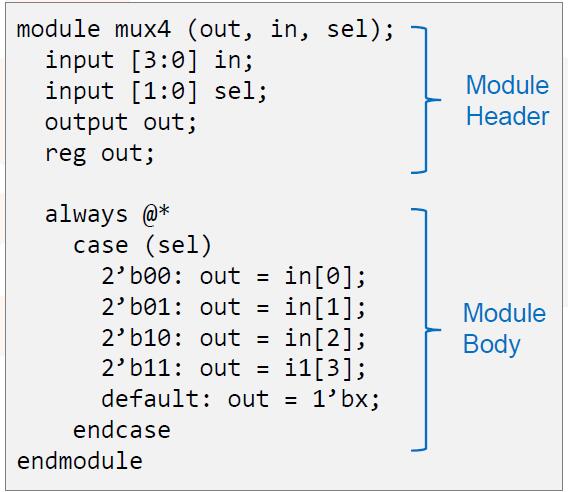 module mux4 (out, in, sel);
  input [3:0] in;
  input [1:0] sel;
  output out;
  reg out;
Module
Header
  always @*
    case (sel)
      2’b00: out = in[0];
      2’b01: out = in[1];
      2’b10: out = in[2];
      2’b11: out = i1[3];
      default: out = 1’bx;
    endcase
endmodule
Module
Body